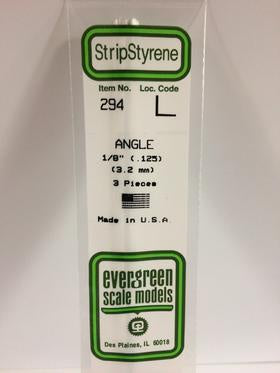 StripStyrene
Item No. Loc. Code
294
ANGLE
1/8" (.125)
(3.2 mm)
3 Pieces
Made in U.S.A.
evergreen
scale models
Des Plaines, IL 60018